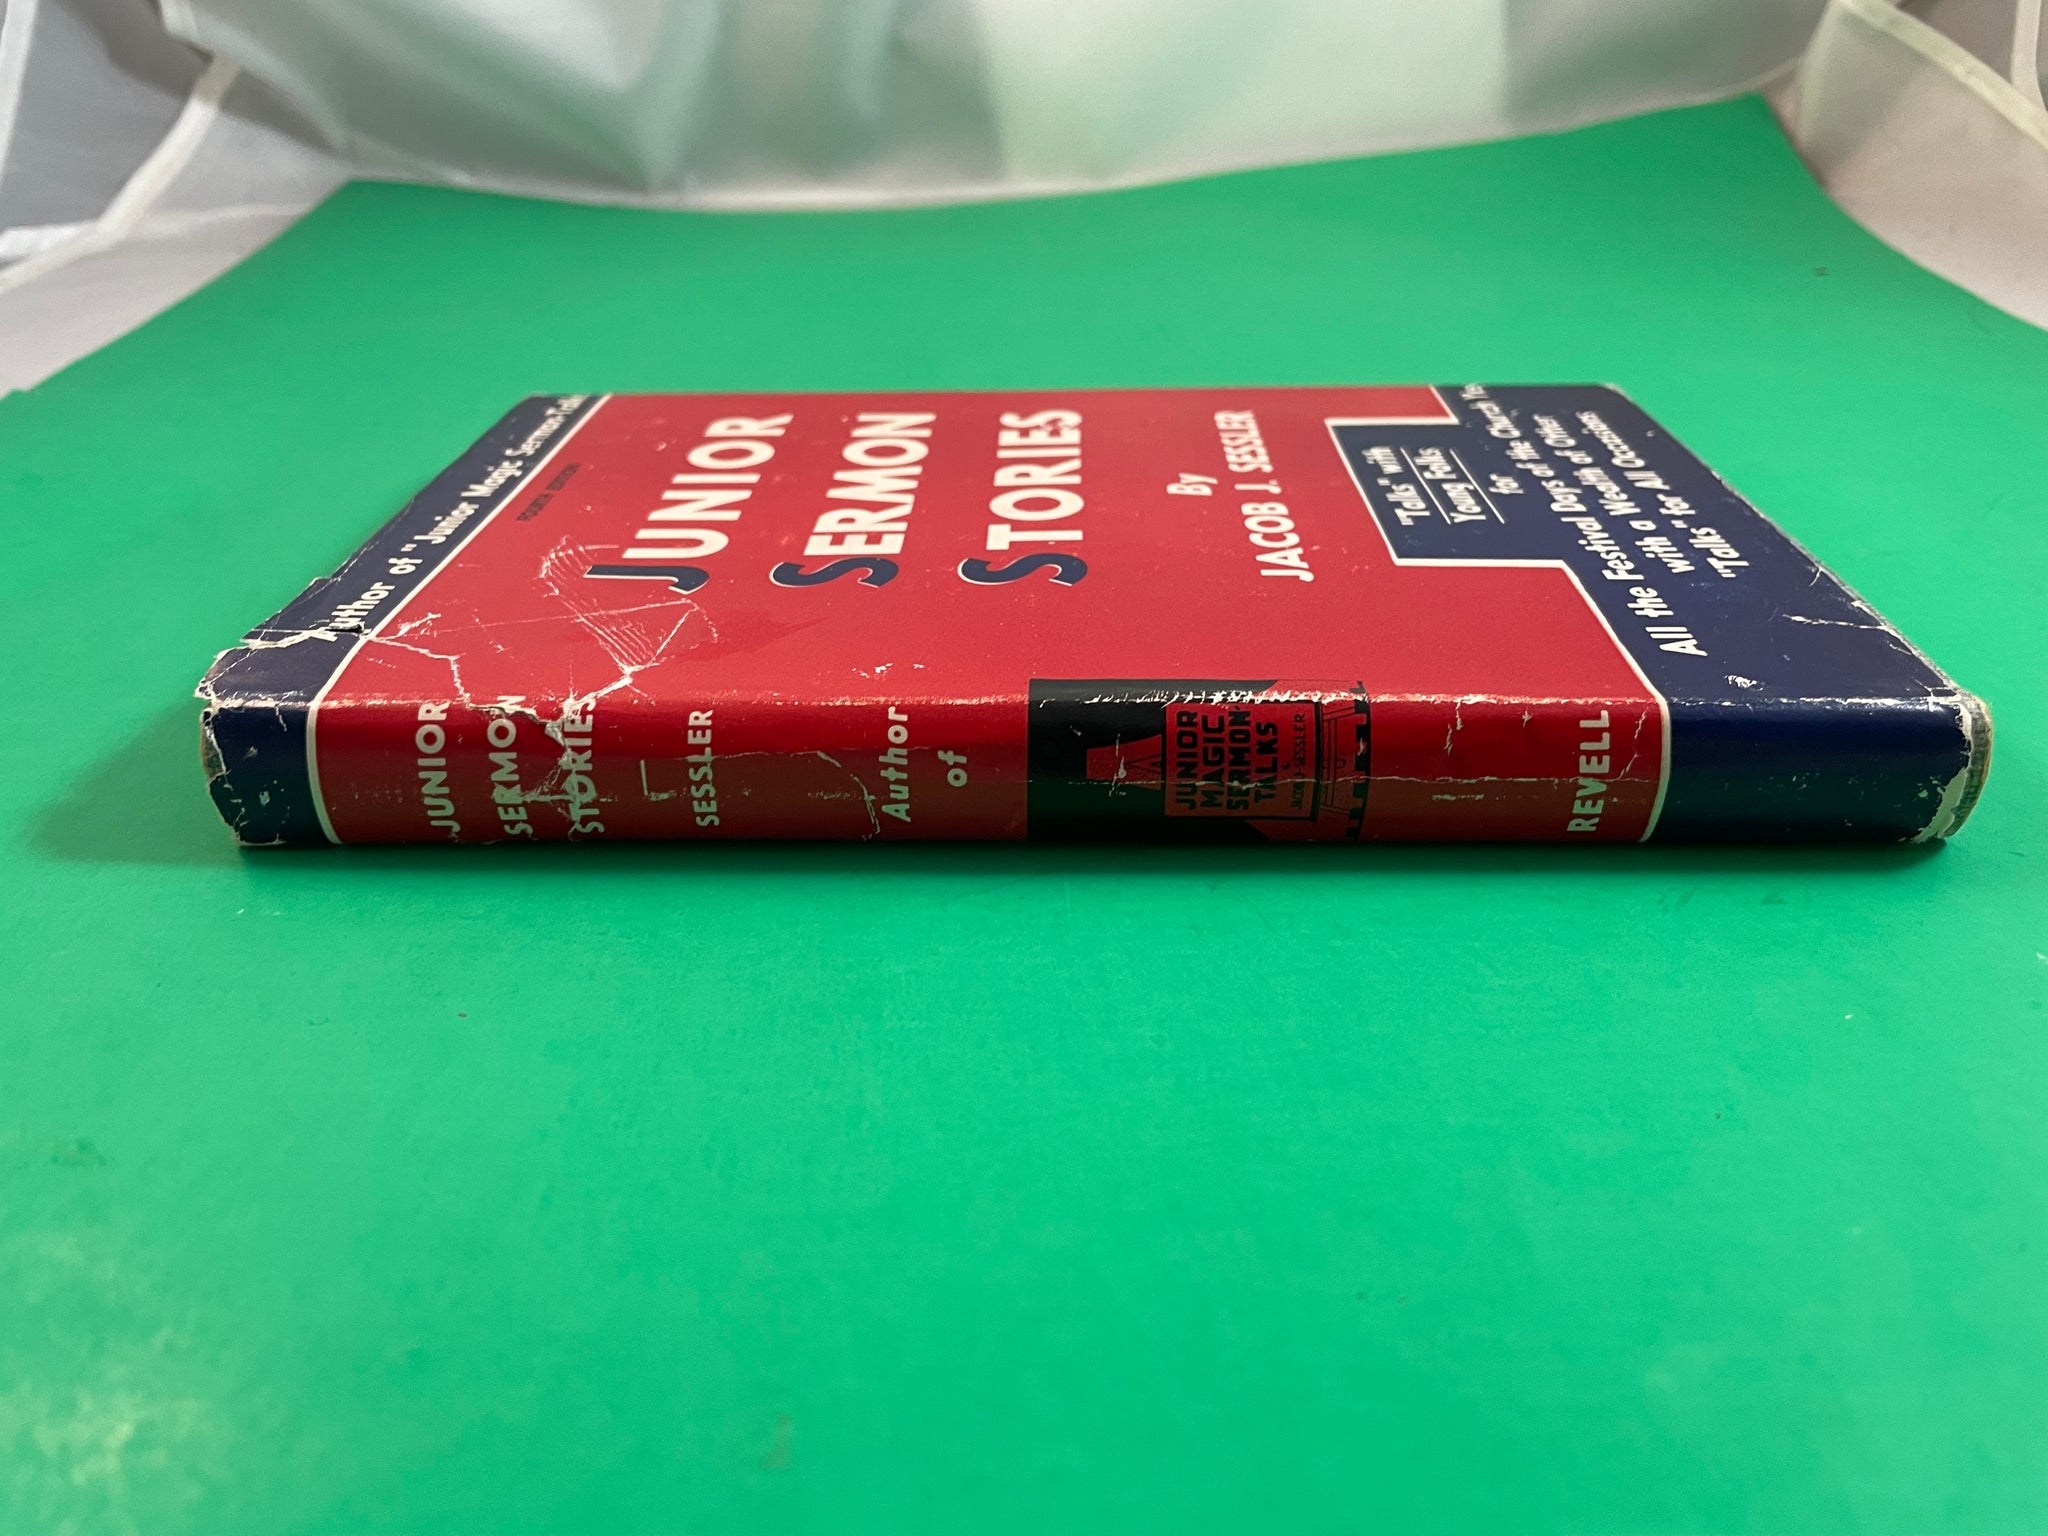 Author of "Junior Magic Sermon-Talks
FOURTH EDITION
JUNIOR
SERMON
STORIES
By
JACOB J. SESSLER
"Talks" with
Young Folks
for
All the Festival Days of the Church
with a Wealth of Other
"Talks" for All Occasions
JUNIOR
SERMON
STORIES
SESSLER
Author
of
JUNIOR
MAGIC
SERMON
TALKS
JACOB J. SESSLER
REVELL